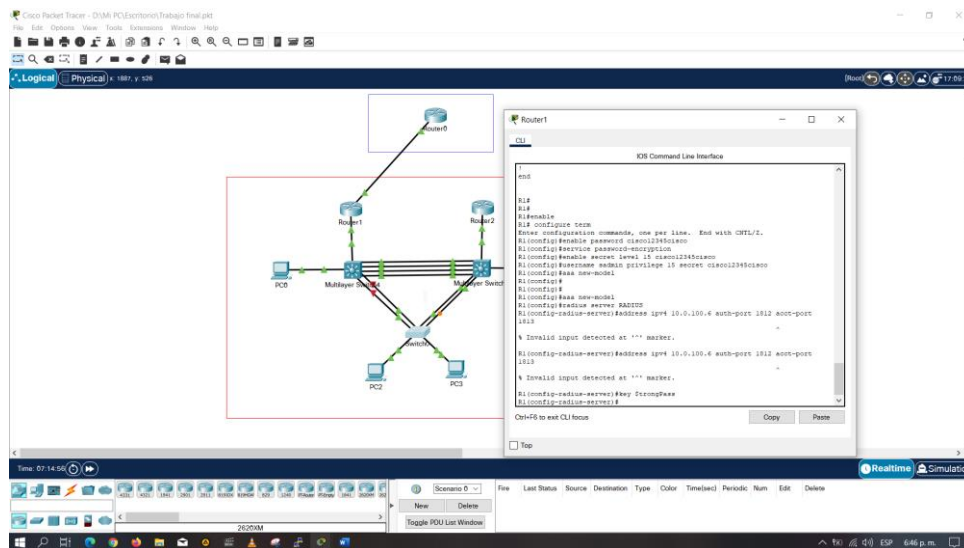 Cisco Packet Tracer - D:\Mi PC\Escritorio\Trabajo final.pkt
File Edit Options View Tools Extensions Window Help
Logical Physical x: 1887, y: 526
[Root]
Router0
Router1
Router2
PC0
Multilayer
Switch0
PC2
PC3
Router1
CLI
IOS Command Line Interface
!
end
R1#
R1#
R1#enable
R1# configure term
Enter configuration commands, one per line. End with CNTL/Z.
R1(config)#enable password cisco12345cisco
R1(config)#service password-encryption
R1(config)#enable secret level 15 cisco12345cisco
R1(config)#username sadmin privilege 15 secret cisco12345cisco
R1(config)#aaa new-model
R1(config)#
R1(config)#
R1(config)#aaa new-model
R1(config)#radius server RADIUS
R1(config-radius-server)#address ipv4 10.0.100.6 auth-port 1812 acct-port
1813
^
% Invalid input detected at '^' marker.
R1(config-radius-server)#address ipv4 10.0.100.6 auth-port 1812 acct-port
1813
^
% Invalid input detected at '^' marker.
R1(config-radius-server)#key StrongPass
R1(config-radius-server)#
Ctrl+F6 to exit CLI focus
Copy
Paste
Top
Time: 07:14:56
Realtime
Simulatio
Scenario 0
New
Delete
Toggle PDU List Window
Fire Last Status Source Destination Type Color Time(sec) Periodic Num Edit Delete
2620XM
ESP 6:46 p. m.